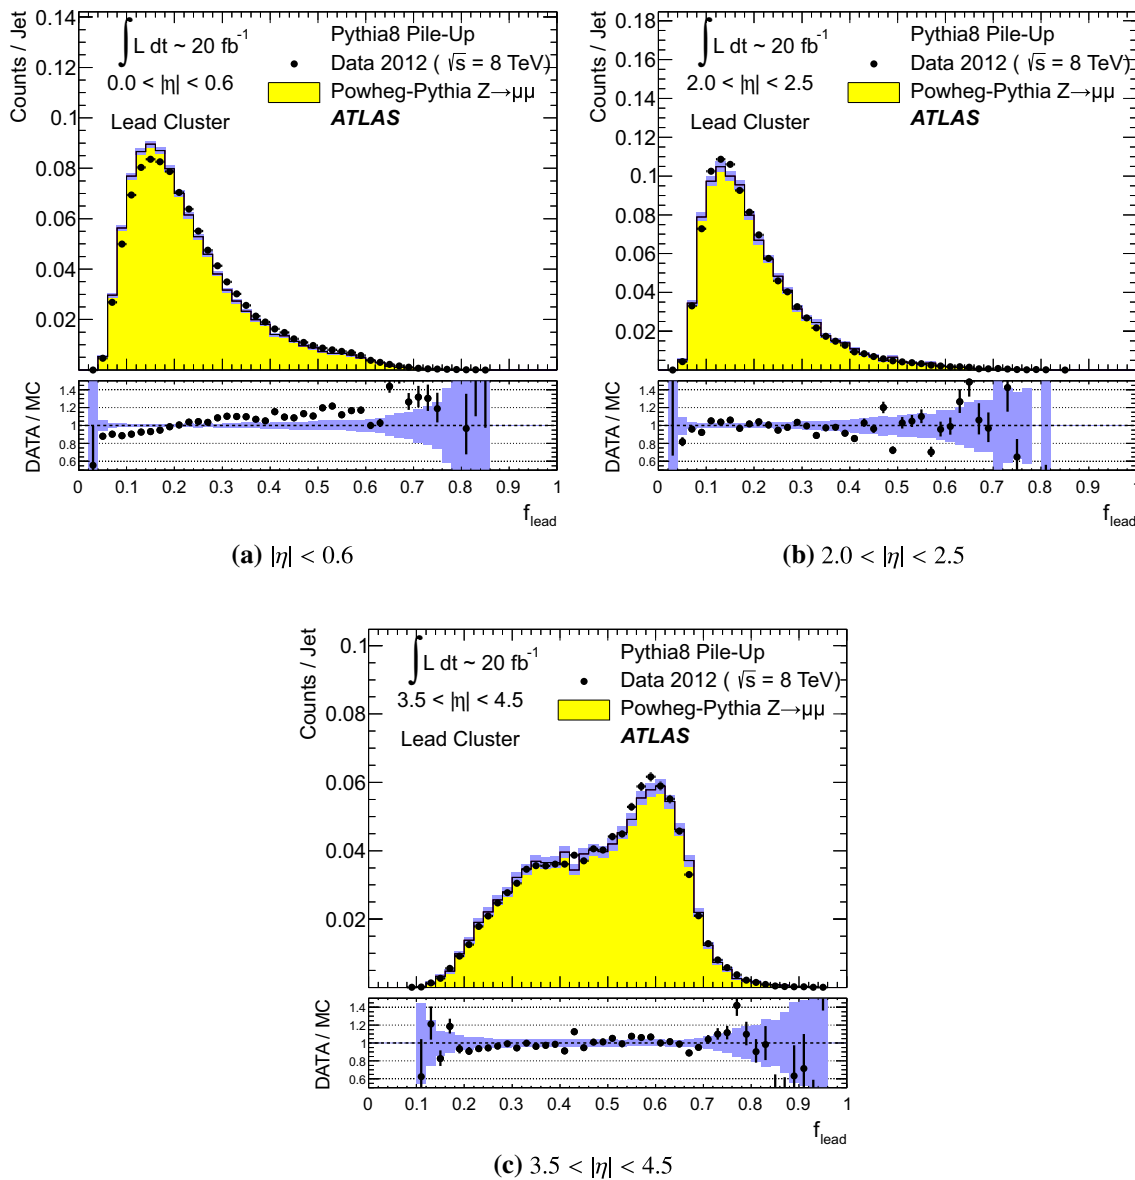 Counts / Jet
0.14
0.12
0.1
0.08
0.06
0.04
0.02
∫ L dt ~ 20 fb⁻¹
0.0 < |η| < 0.6
Lead Cluster
Pythia8 Pile-Up
Data 2012 ( √s = 8 TeV)
Powheg-Pythia Z→μμ
ATLAS
DATA / MC
1.4
1.2
1
0.8
0.6
0 0.1 0.2 0.3 0.4 0.5 0.6 0.7 0.8 0.9 1
f_lead
(a) |η| < 0.6
Counts / Jet
0.18
0.16
0.14
0.12
0.1
0.08
0.06
0.04
0.02
∫ L dt ~ 20 fb⁻¹
2.0 < |η| < 2.5
Lead Cluster
Pythia8 Pile-Up
Data 2012 ( √s = 8 TeV)
Powheg-Pythia Z→μμ
ATLAS
DATA / MC
1.4
1.2
1
0.8
0.6
0 0.1 0.2 0.3 0.4 0.5 0.6 0.7 0.8 0.9 1
f_lead
(b) 2.0 < |η| < 2.5
Counts / Jet
0.1
0.08
0.06
0.04
0.02
∫ L dt ~ 20 fb⁻¹
3.5 < |η| < 4.5
Lead Cluster
Pythia8 Pile-Up
Data 2012 ( √s = 8 TeV)
Powheg-Pythia Z→μμ
ATLAS
DATA / MC
1.4
1.2
1
0.8
0.6
0 0.1 0.2 0.3 0.4 0.5 0.6 0.7 0.8 0.9 1
f_lead
(c) 3.5 < |η| < 4.5